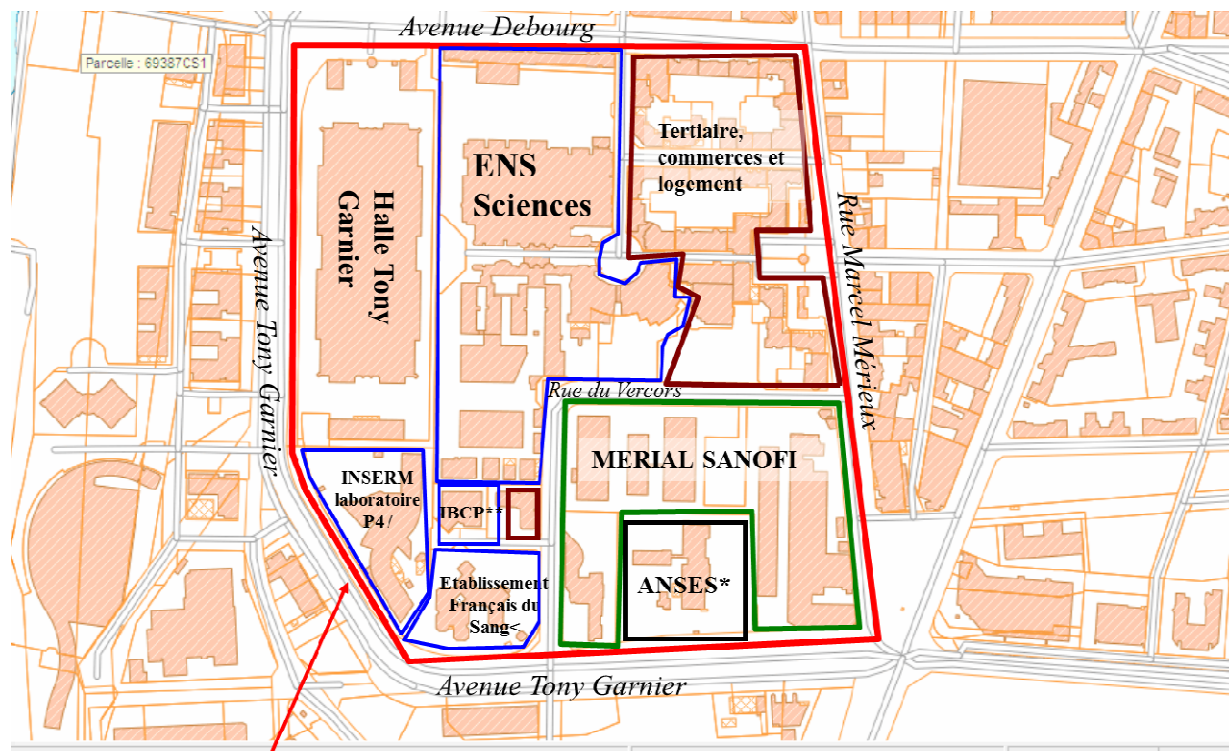 Avenue Debourg
Parcelle : 69387CS1
Tertiaire,
commerces et
logement
ENS
Sciences
Halle Tony
Garnier
Rue Marcel Mérieux
Avenue Tony Garnier
Rue du Vercors
MERIAL SANOFI
INSERM
laboratoire
P4/
IBCP**
ANSES*
Etablissement
Français du
Sang<
Avenue Tony Garnier